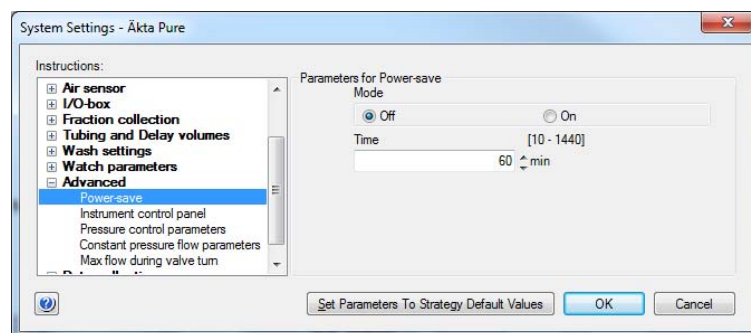 System Settings - Äkta Pure
Instructions:
Air sensor
I/O-box
Fraction collection
Tubing and Delay volumes
Wash settings
Watch parameters
Advanced
Power-save
Instrument control panel
Pressure control parameters
Constant pressure flow parameters
Max flow during valve turn
Parameters for Power-save
Mode
Off On
Time [10 - 1440]
60 min
Set Parameters To Strategy Default Values OK Cancel